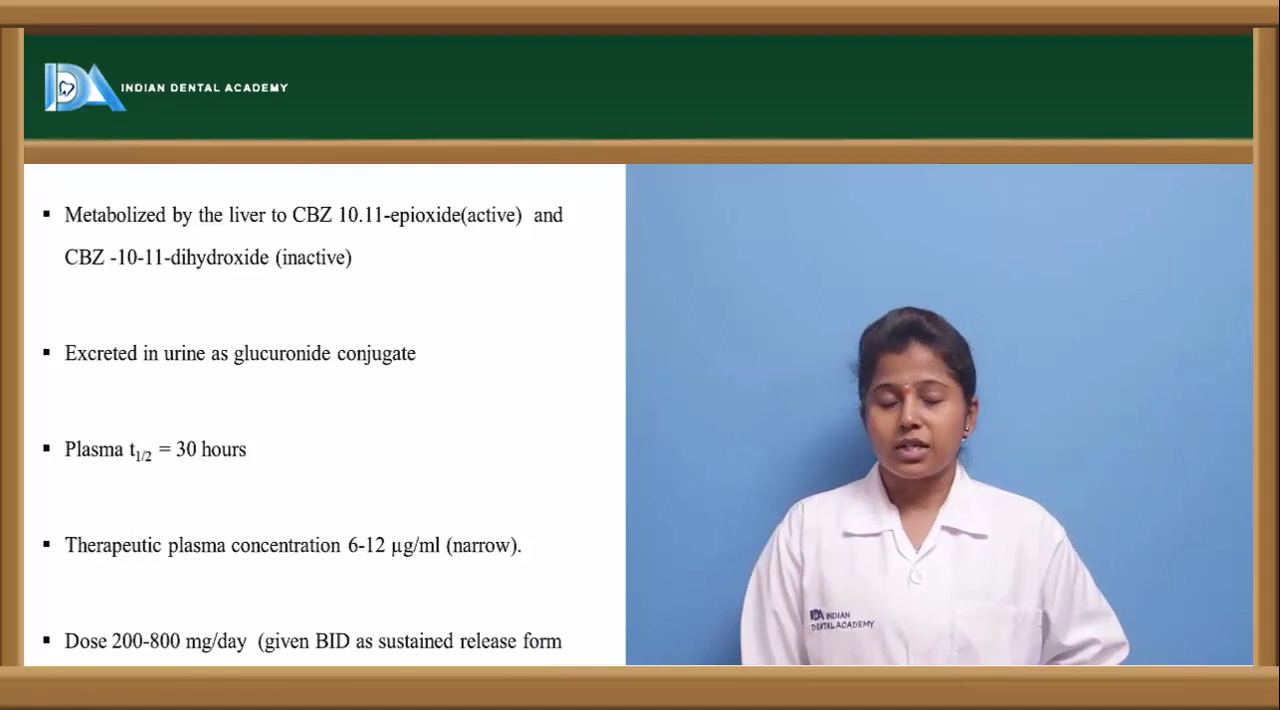 IDA INDIAN DENTAL ACADEMY
▪ Metabolized by the liver to CBZ 10.11-epioxide(active) and
CBZ -10-11-dihydroxide (inactive)
▪ Excreted in urine as glucuronide conjugate
▪ Plasma t1/2 = 30 hours
▪ Therapeutic plasma concentration 6-12 µg/ml (narrow).
▪ Dose 200-800 mg/day (given BID as sustained release form
IDA INDIAN
DENTAL ACADEMY